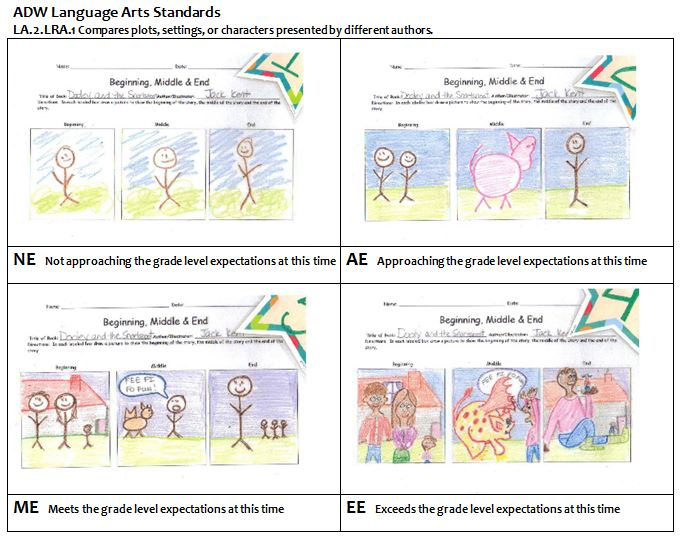 ADW Language Arts Standards
LA.2.LRA.1 Compares plots, settings, or characters presented by different authors.
Name: Date:
Beginning, Middle & End
Title of Book: Dooley and the Snortsnoot Author/Illustrator: Jack Kent
Directions: In each labeled box draw a picture to show the beginning of the story, the middle of the story and the end of the
story.
Beginning Middle End
NE Not approaching the grade level expectations at this time
Name: Date:
Beginning, Middle & End
Title of Book: Dooley and the Snortsnoot Author/Illustrator: Jack Kent
Directions: In each labeled box draw a picture to show the beginning of the story, the middle of the story and the end of the
story.
Beginning Middle End
AE Approaching the grade level expectations at this time
Name: Date:
Beginning, Middle & End
Title of Book: Dooley and the Snortsnoot Author/Illustrator: Jack Kent
Directions: In each labeled box draw a picture to show the beginning of the story, the middle of the story and the end of the
story.
Beginning Middle End
FEE FI
FO FUM!
ME Meets the grade level expectations at this time
Name: Date:
Beginning, Middle & End
Title of Book: Dooly and the Snortsnoot Author/Illustrator: Jack Ke
Directions: In each labeled box draw a picture to show the beginning of the story, the middle of the story and the end of the
story.
Beginning Middle End
FEE FI FO FUM
EE Exceeds the grade level expectations at this time